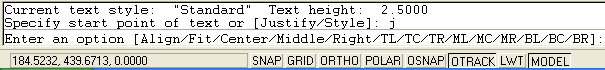 Current text style:  "Standard"  Text height:  2.5000
Specify start point of text or [Justify/Style]: j
Enter an option [Align/Fit/Center/Middle/Right/TL/TC/TR/ML/MC/MR/BL/BC/BR]:
184.5232, 439.6713, 0.0000 SNAP GRID ORTHO POLAR OSNAP OTRACK LWT MODEL